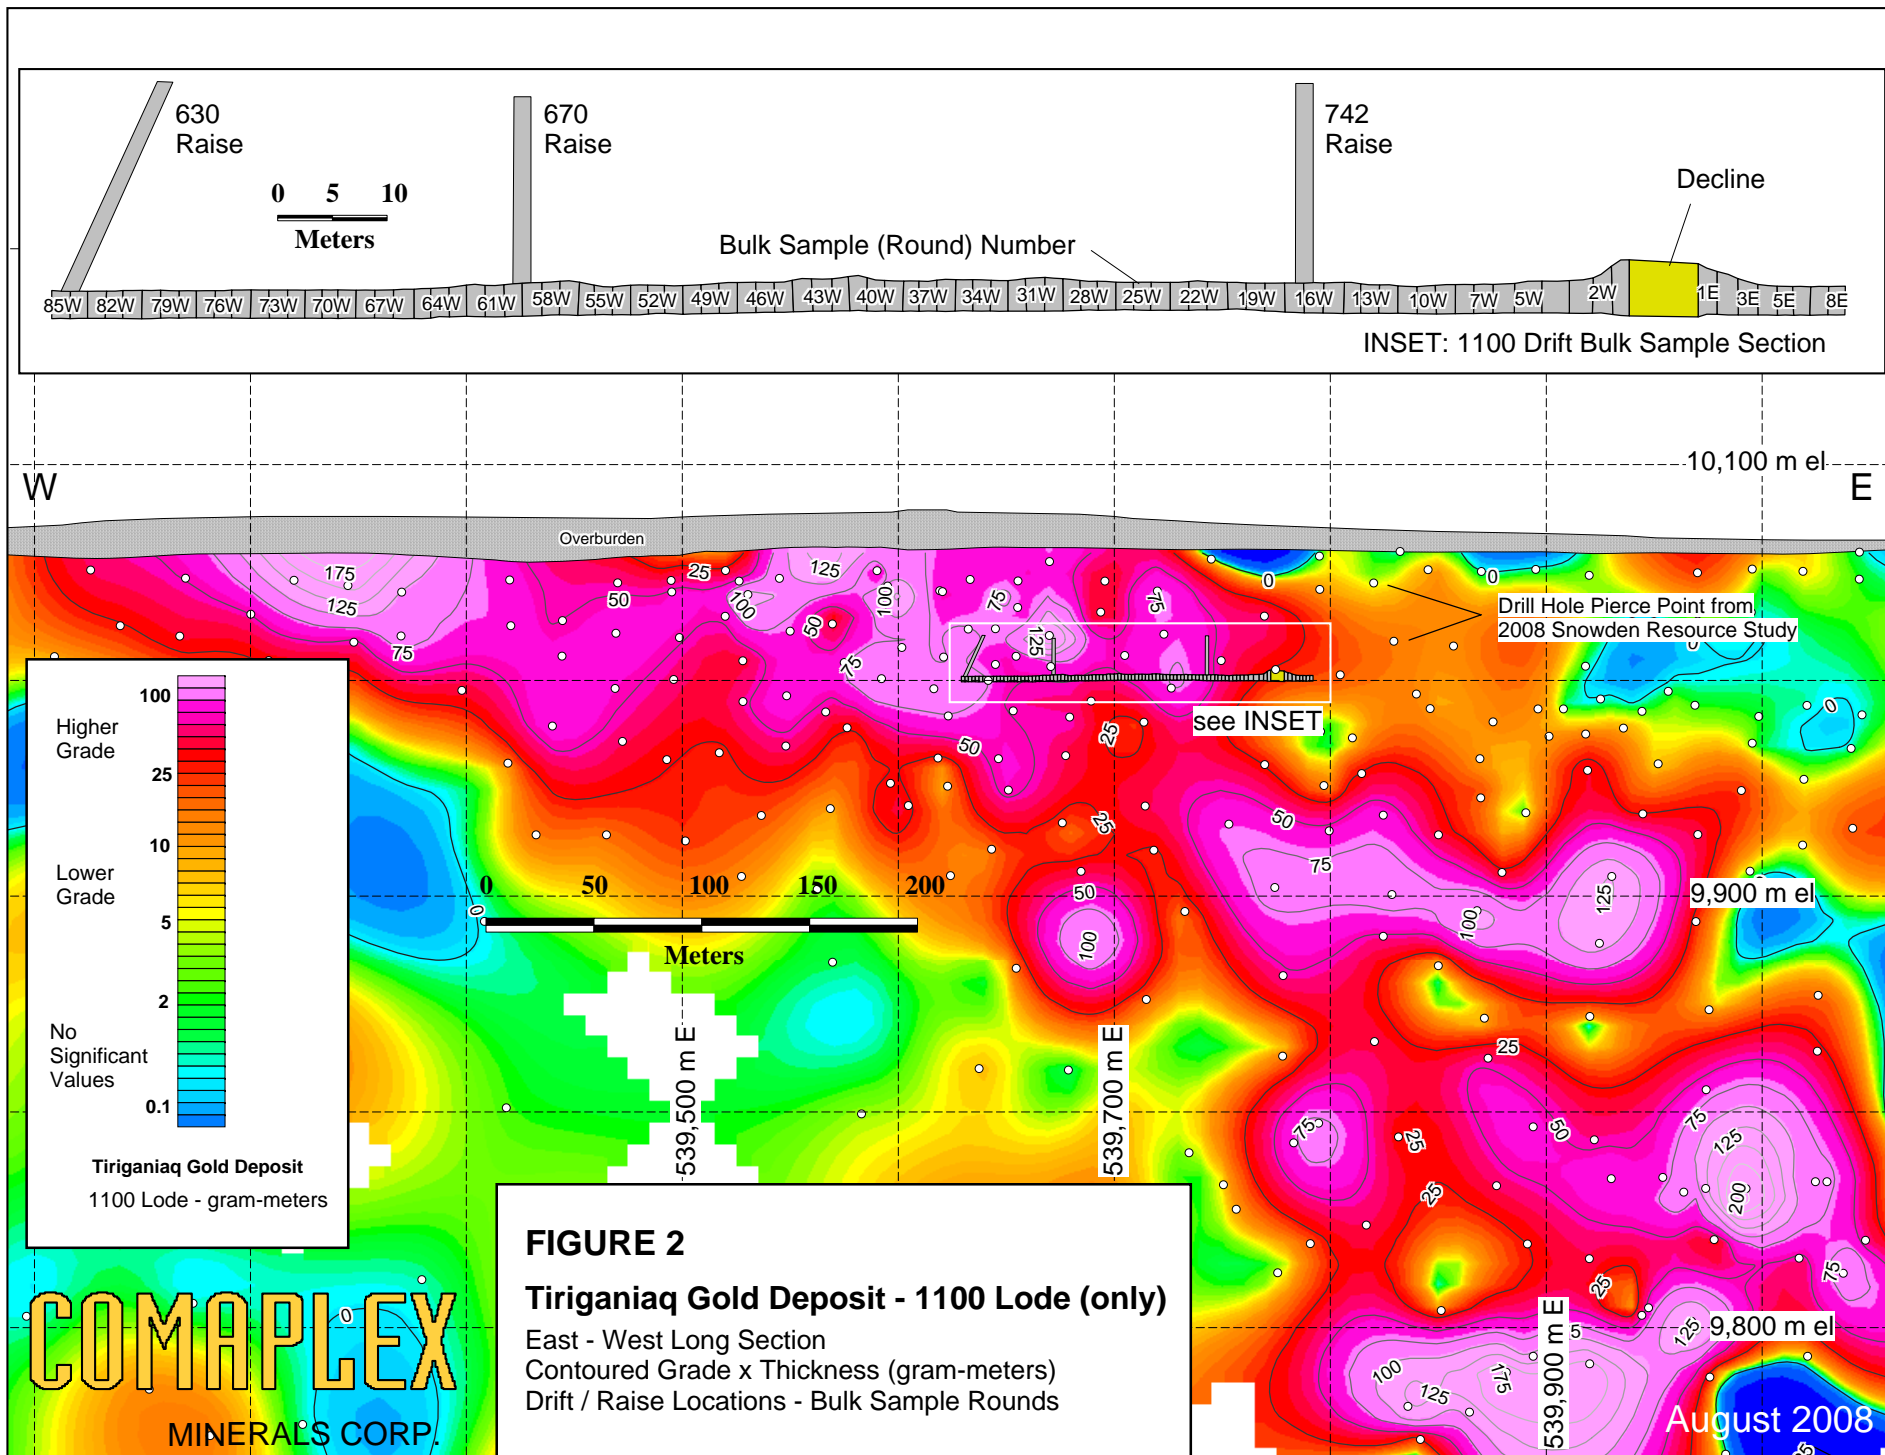 630
Raise
670
Raise
742
Raise
Decline
0 5 10
Meters
Bulk Sample (Round) Number
85W 82W 79W 76W 73W 70W 67W 64W 61W 58W 55W 52W 49W 46W 43W 40W 37W 34W 31W 28W 25W 22W 19W 16W 13W 10W 7W 5W 2W 1E 3E 5E 8E
INSET: 1100 Drift Bulk Sample Section
10,100 m el
W
E
Overburden
175
125
75
50
25
100
125
50
100
75
75
125
75
0
0
Drill Hole Pierce Point from
2008 Snowden Resource Study
0
0
see INSET
50
25
25
50
75
100
125
9,900 m el
50
100
Higher
Grade
Lower
Grade
No
Significant
Values
100
25
10
5
2
0.1
Tiriganiaq Gold Deposit
1100 Lode - gram-meters
0
0 50 100 150 200
Meters
539,500 m E
539,700 m E
539,900 m E
25
75
25
50
75
125
200
25
25
75
125
5
9,800 m el
100
125
175
0
FIGURE 2
Tiriganiaq Gold Deposit - 1100 Lode (only)
East - West Long Section
Contoured Grade x Thickness (gram-meters)
Drift / Raise Locations - Bulk Sample Rounds
COMAPLEX
MINERALS CORP.
August 2008